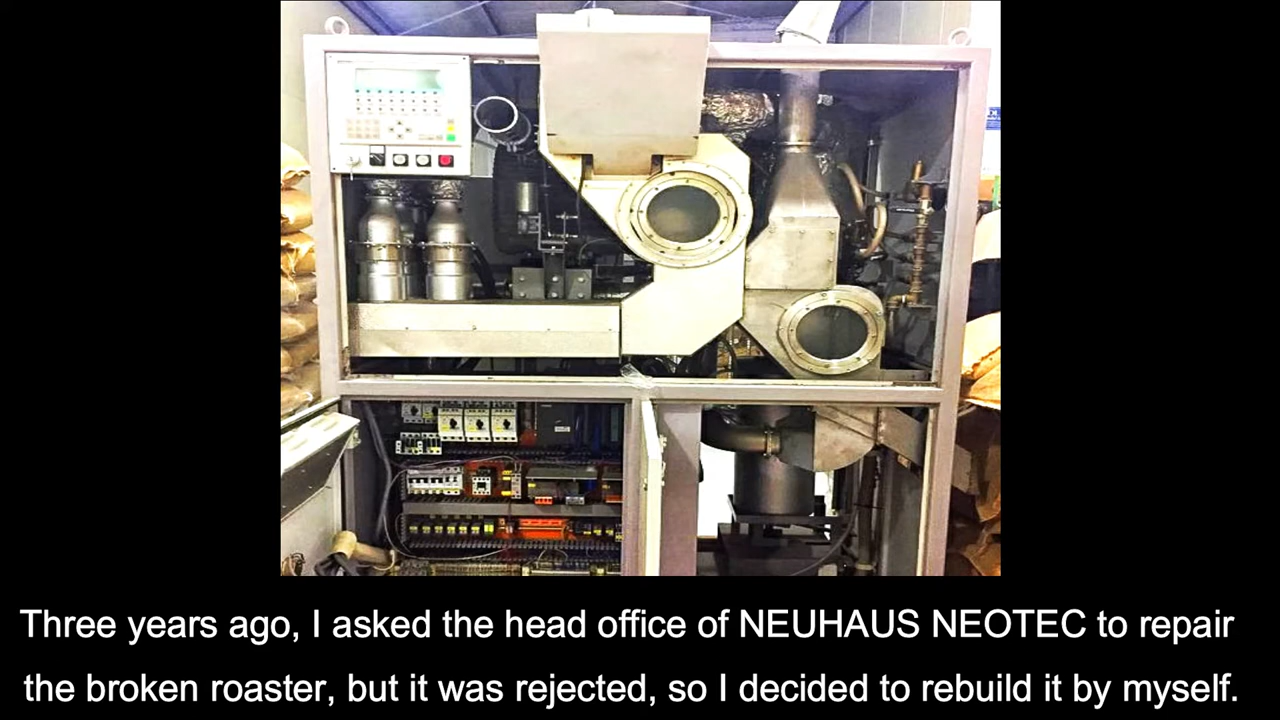 Three years ago, I asked the head office of NEUHAUS NEOTEC to repair
the broken roaster, but it was rejected, so I decided to rebuild it by myself.